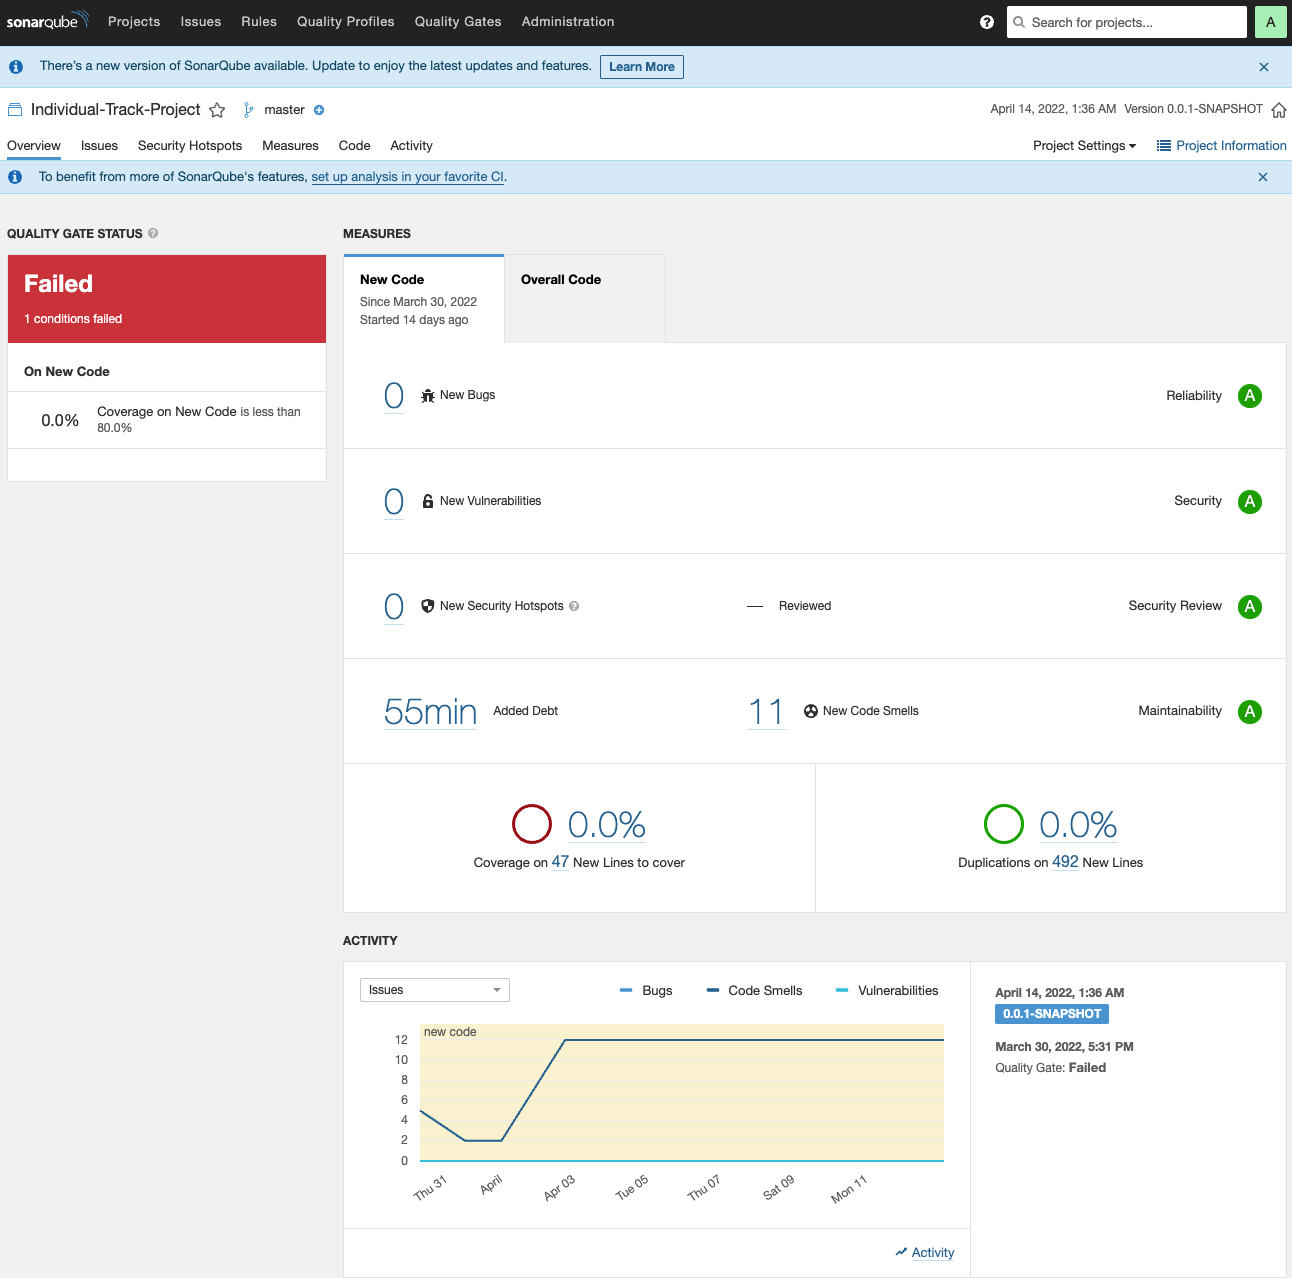 sonarqube Projects Issues Rules Quality Profiles Quality Gates Administration ? Search for projects... A
There's a new version of SonarQube available. Update to enjoy the latest updates and features. Learn More
Individual-Track-Project master April 14, 2022, 1:36 AM Version 0.0.1-SNAPSHOT
Overview Issues Security Hotspots Measures Code Activity Project Settings Project Information
To benefit from more of SonarQube's features, set up analysis in your favorite CI.
QUALITY GATE STATUS ?
Failed
1 conditions failed
On New Code
0.0% Coverage on New Code is less than
80.0%
MEASURES
New Code
Since March 30, 2022
Started 14 days ago
Overall Code
0 New Bugs Reliability A
0 New Vulnerabilities Security A
0 New Security Hotspots ? — Reviewed Security Review A
55min Added Debt 11 New Code Smells Maintainability A
0.0%
Coverage on 47 New Lines to cover
0.0%
Duplications on 492 New Lines
ACTIVITY
Issues Bugs Code Smells Vulnerabilities
new code
12
10
8
6
4
2
0
Thu 31 April Apr 03 Tue 05 Thu 07 Sat 09 Mon 11
Activity
April 14, 2022, 1:36 AM
0.0.1-SNAPSHOT
March 30, 2022, 5:31 PM
Quality Gate: Failed